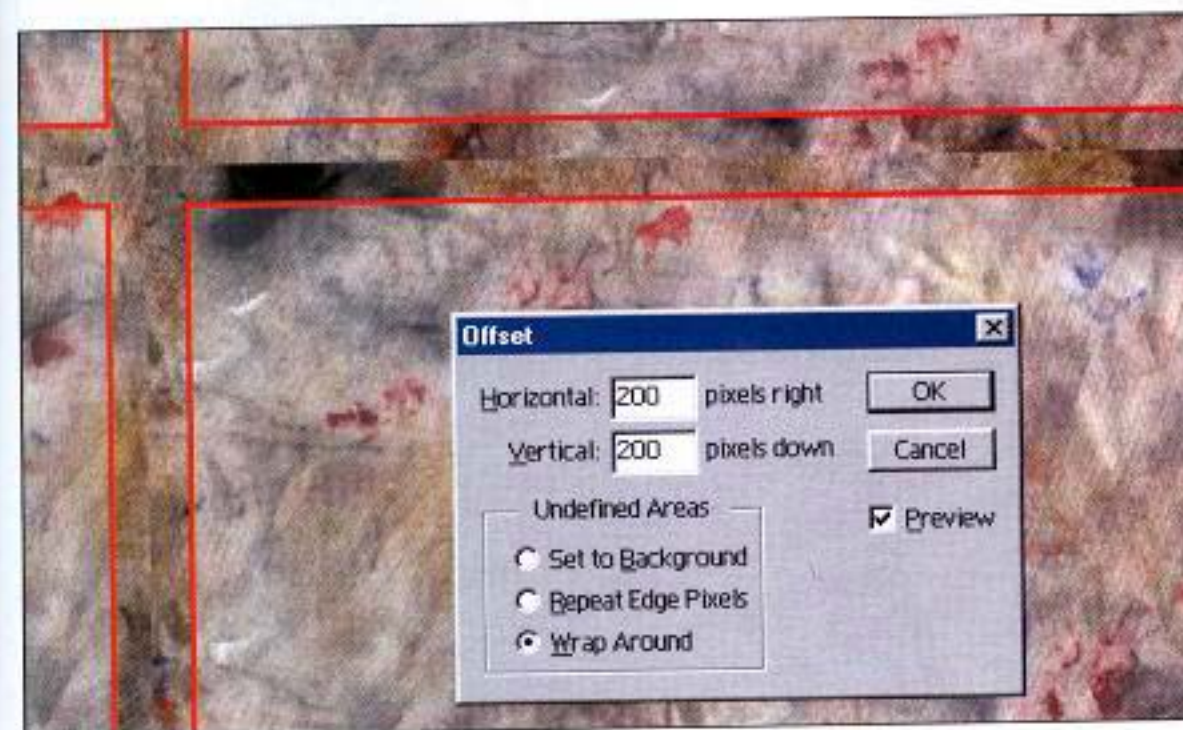 Offset
Horizontal: 200 pixels right
OK
Vertical: 200 pixels down
Cancel
Undefined Areas
Preview
Set to Background
Repeat Edge Pixels
Wrap Around